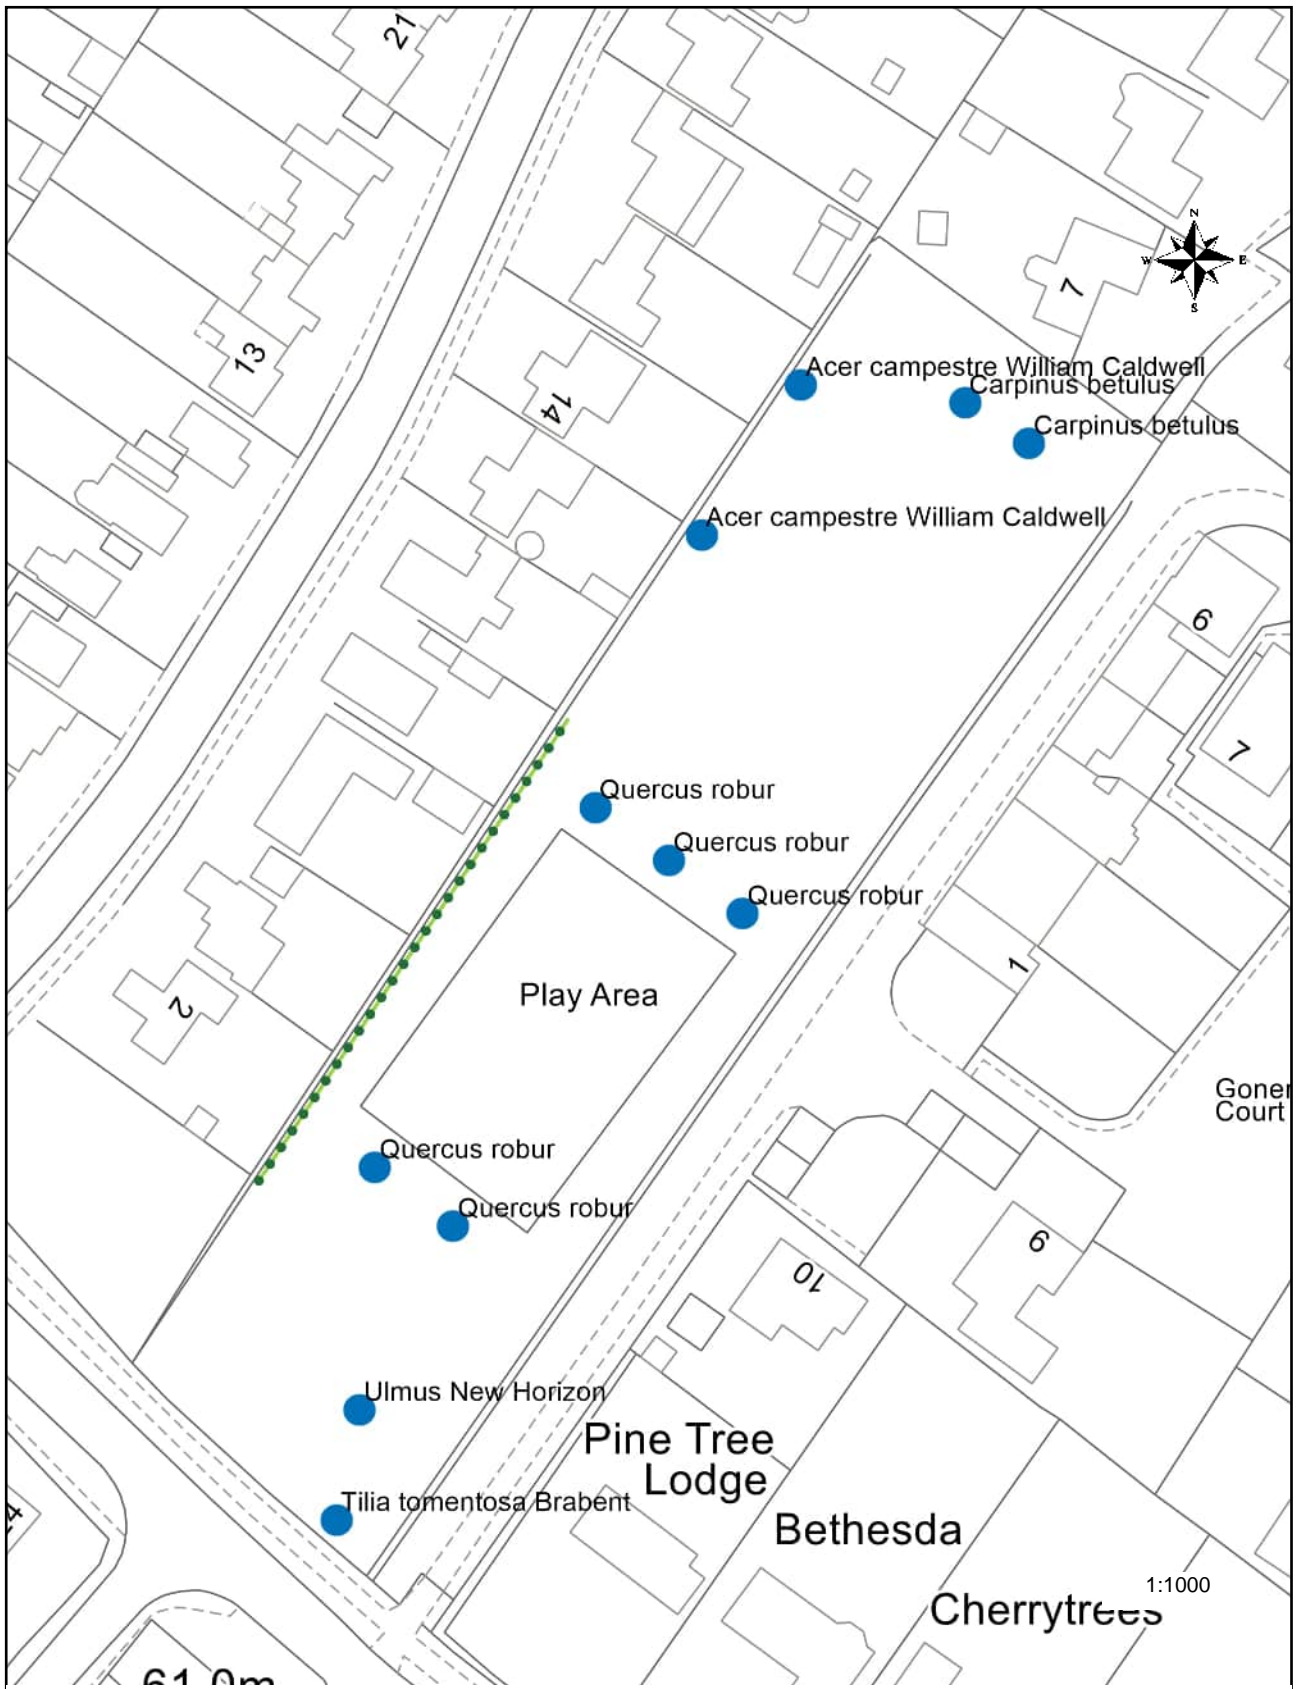 21
N
W E
S
7
13
Acer campestre William Caldwell
Carpinus betulus
14
Carpinus betulus
Acer campestre William Caldwell
6
7
Quercus robur
Quercus robur
Quercus robur
1
Play Area
2
Goner
Court
Quercus robur
Quercus robur
9
10
Ulmus New Horizon
Pine Tree
Lodge
Tilia tomentosa Brabent
Bethesda
1:1000
Cherrytrees
61.0m